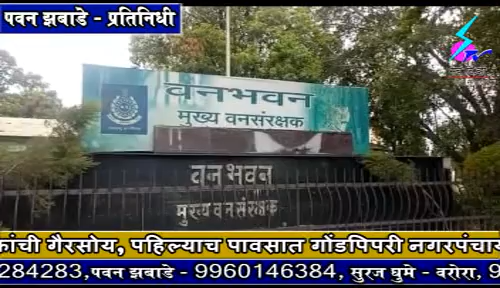 पवन झबाडे - प्रतिनिधी
वनभवन
मुख्य वनसंरक्षक
वनभवन
मुख्य वनसंरक्षक
गैरसोय, पहिल्याच पावसात गोंडपिपरी
284283,पवन झबाडे - 9960146384, सुरज घुमे - वरोरा, 9